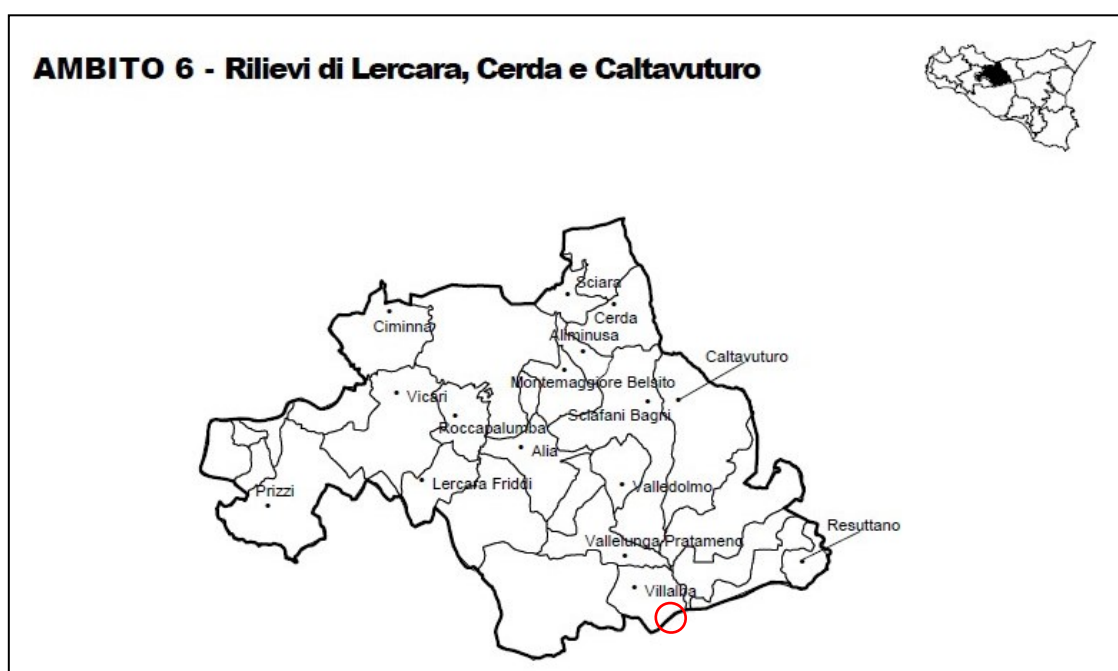 AMBITO 6 - Rilievi di Lercara, Cerda e Caltavuturo
Sciara
Cerda
Ciminna
Aliminusa
Caltavuturo
Montemaggiore Belsito
Vicari
Sclafani Bagni
Roccapalumba
Alia
Lercara Friddi
Valledolmo
Prizzi
Resuttano
Vallelunga Pratameno
Villalba